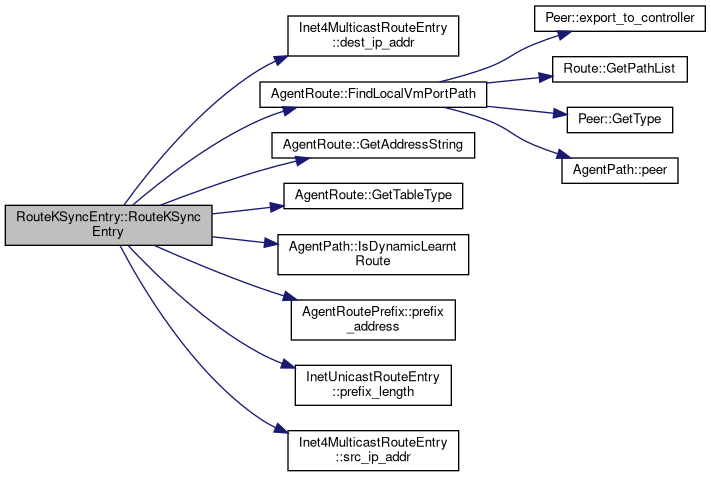 RouteKSyncEntry::RouteKSync
Entry
Inet4MulticastRouteEntry
::dest_ip_addr
AgentRoute::FindLocalVmPortPath
Peer::export_to_controller
Route::GetPathList
Peer::GetType
AgentPath::peer
AgentRoute::GetAddressString
AgentRoute::GetTableType
AgentPath::IsDynamicLearnt
Route
AgentRoutePrefix::prefix
_address
InetUnicastRouteEntry
::prefix_length
Inet4MulticastRouteEntry
::src_ip_addr